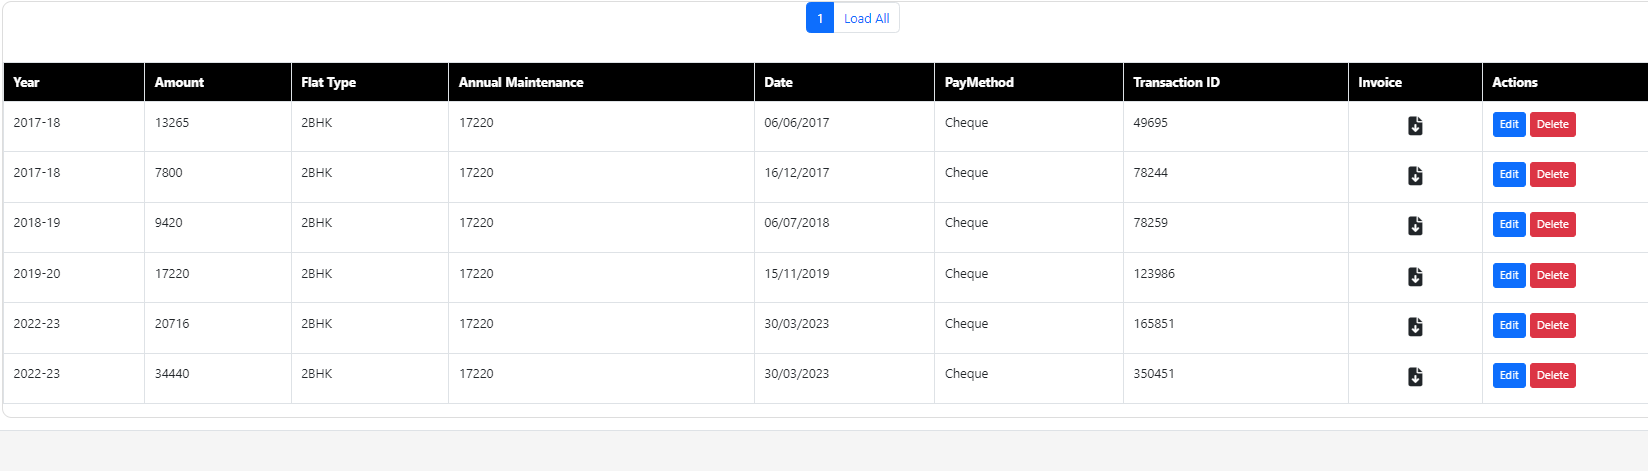 1 Load All
Year Amount Flat Type Annual Maintenance Date PayMethod Transaction ID Invoice Actions
2017-18 13265 2BHK 17220 06/06/2017 Cheque 49695 Edit Delete
2017-18 7800 2BHK 17220 16/12/2017 Cheque 78244 Edit Delete
2018-19 9420 2BHK 17220 06/07/2018 Cheque 78259 Edit Delete
2019-20 17220 2BHK 17220 15/11/2019 Cheque 123986 Edit Delete
2022-23 20716 2BHK 17220 30/03/2023 Cheque 165851 Edit Delete
2022-23 34440 2BHK 17220 30/03/2023 Cheque 350451 Edit Delete